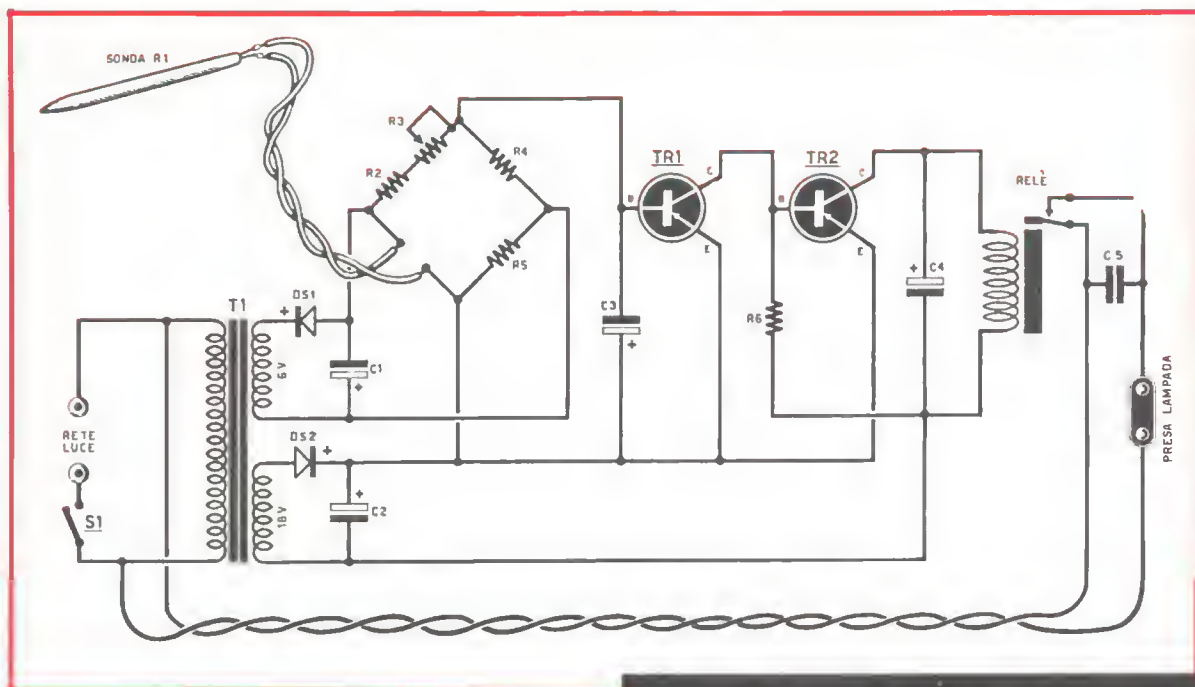 SONDA R1
R3
R2
R4
R5
TR1
B
C
E
TR2
B
C
E
RELÈ
C4
+
C5
C3
+
R6
T1
+ DS1
6V
C1
+
DS2 +
18V
+
C2
RETE
LUCE
S1
PRESA LAMPADA